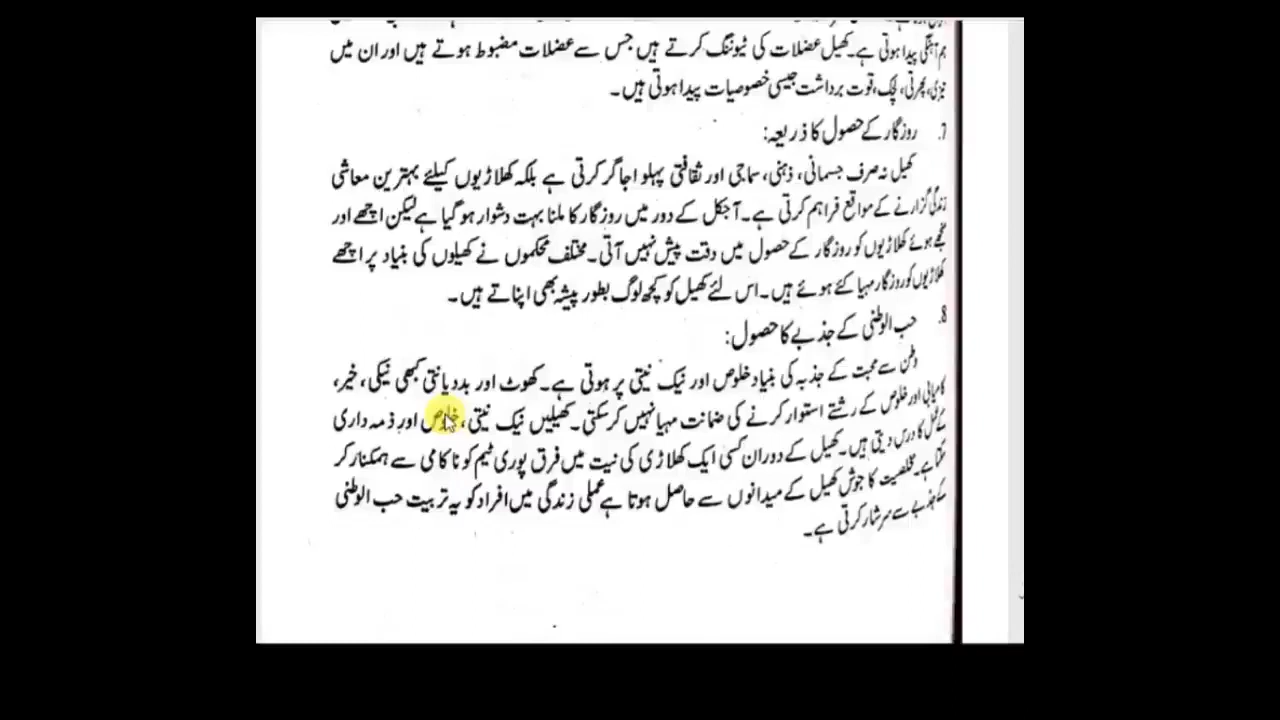 ہم آہنگی پیدا ہوتی ہے۔ کھیل عضلات کی ٹیوننگ کرتے ہیں جس سے عضلات مضبوط ہوتے ہیں اور ان میں
تیزی، پھرتی، لچک، قوت برداشت جیسی خصوصیات پیدا ہوتی ہیں۔
7. روزگار کے حصول کا ذریعہ:
کھیل نہ صرف جسمانی، ذہنی، سماجی اور ثقافتی پہلو اجاگر کرتی ہے بلکہ کھلاڑیوں کیلئے بہترین معاشی
زندگی گزارنے کے مواقع فراہم کرتی ہے۔ آجکل کے دور میں روزگار کا ملنا بہت دشوار ہو گیا ہے لیکن اچھے اور
منجھے ہوئے کھلاڑیوں کو روزگار کے حصول میں دقت پیش نہیں آتی۔ مختلف محکموں نے کھیلوں کی بنیاد پر اچھے
کھلاڑیوں کو روزگار مہیا کئے ہوئے ہیں۔ اس لئے کھیل کو کچھ لوگ بطور پیشہ بھی اپناتے ہیں۔
8. حب الوطنی کے جذبے کا حصول:
وطن سے محبت کے جذبہ کی بنیاد خلوص اور نیک نیتی پر ہوتی ہے۔ کھوٹ اور بددیانتی کبھی نیکی، خیر،
کامیابی اور خلوص کے رشتے استوار کرنے کی ضمانت مہیا نہیں کر سکتی۔ کھیلیں نیک نیتی، خلوص اور ذمہ داری
کا درس دیتی ہیں۔ کھیل کے دوران کسی ایک کھلاڑی کی نیت میں فرق پوری ٹیم کو ناکامی سے ہمکنار کر
سکتا ہے۔ کا جوش کھیل کے میدانوں سے حاصل ہوتا ہے عملی زندگی میں افراد کو یہ تربیت حب الوطنی
کے جذبے سے سرشار کرتی ہے۔